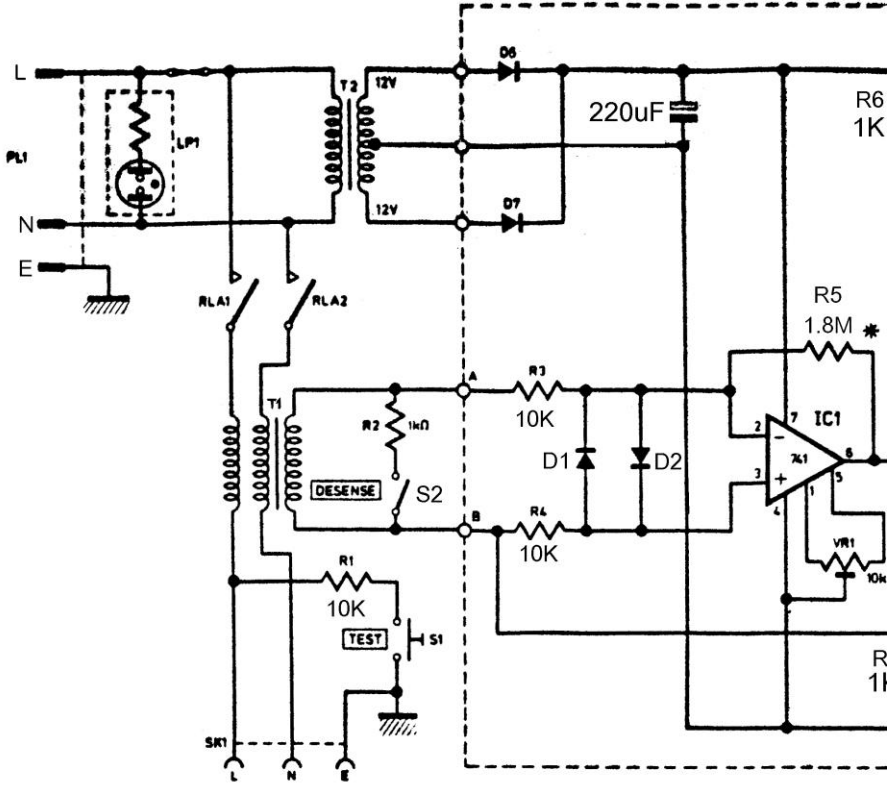 D6
L
12V
T2
220uF
R6
1K
LP1
PL1
12V
D7
N
E
RLA1
RLA2
R5
1.8M *
A
R3
10K
T1
R2
1kΩ
7
IC1
2
−
741
6
D1
D2
3
+
5
DESENSE
S2
4
1
B
R4
10K
VR1
10k
R1
10K
TEST
S1
R
1K
SK1
L
N
E